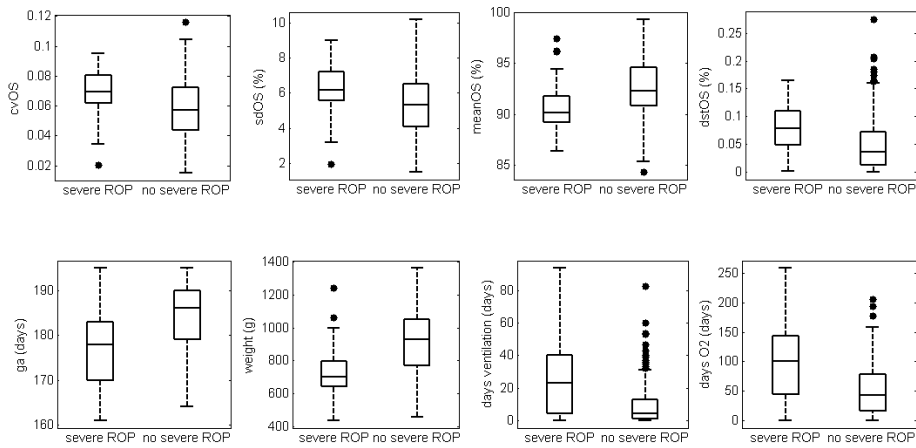 0.12
0.1
0.08
0.06
0.04
0.02
cvOS
severe ROP no severe ROP
10
8
6
4
2
sdOS (%)
severe ROP no severe ROP
100
95
90
85
meanOS (%)
severe ROP no severe ROP
0.25
0.2
0.15
0.1
0.05
0
dstOS (%)
severe ROP no severe ROP
190
180
170
160
ga (days)
severe ROP no severe ROP
1400
1200
1000
800
600
400
weight (g)
severe ROP no severe ROP
80
60
40
20
0
days ventilation (days)
severe ROP no severe ROP
250
200
150
100
50
0
days O2 (days)
severe ROP no severe ROP